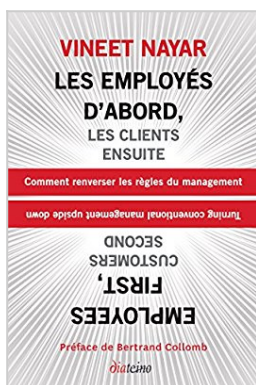 VINEET NAYAR
LES EMPLOYÉS
D'ABORD,
LES CLIENTS
ENSUITE
Comment renverser les règles du management
Turning conventional management upside down
SECOND
CUSTOMERS
FIRST,
EMPLOYEES
Préface de Bertrand Collomb
diateino